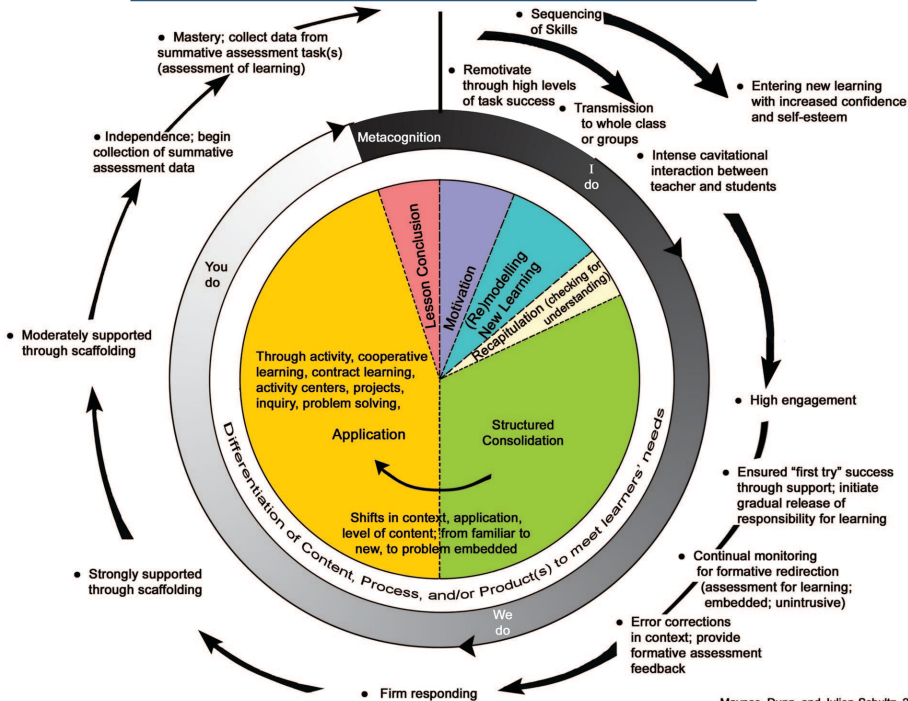 ● Sequencing
of Skills
● Mastery; collect data from
summative assessment task(s)
(assessment of learning)
● Remotivate
through high levels
of task success
● Entering new learning
with increased confidence
and self-esteem
● Transmission
to whole class
or groups
● Independence; begin
collection of summative
assessment data
Metacognition
● Intense cavitational
interaction between
teacher and students
I
do
You
do
Lesson Conclusion
Motivation
(Re)modelling
New Learning
Recapitulation (checking for
understanding)
● Moderately supported
through scaffolding
Through activity, cooperative
learning, contract learning,
activity centers, projects,
inquiry, problem solving,
Application
Structured
Consolidation
● High engagement
Shifts in context, application,
level of content; from familiar to
new, to problem embedded
Differentiation of Content, Process, and/or Product(s) to meet learners' needs
● Ensured "first try" success
through support; initiate
gradual release of
responsibility for learning
● Continual monitoring
for formative redirection
(assessment for learning;
embedded; unintrusive)
● Strongly supported
through scaffolding
We
do
● Error corrections
in context; provide
formative assessment
feedback
● Firm responding